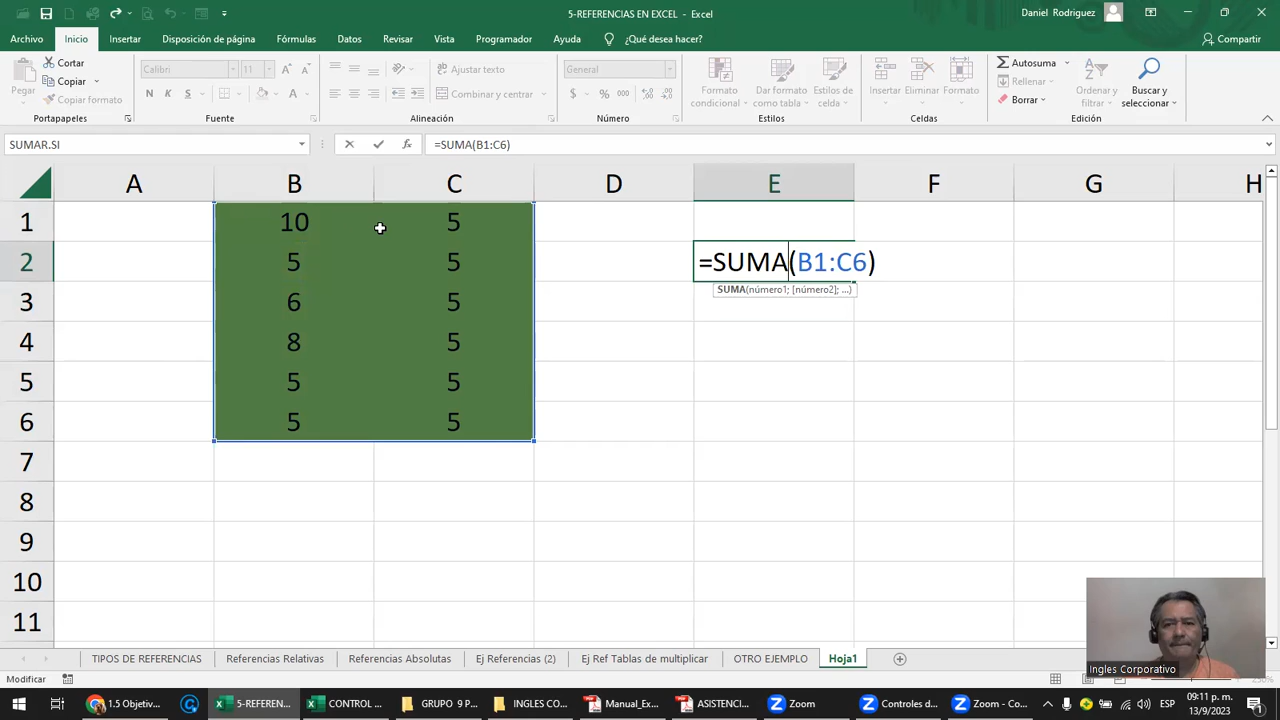 5-REFERENCIAS EN EXCEL - Excel
Daniel Rodriguez
Archivo Inicio Insertar Disposición de página Fórmulas Datos Revisar Vista Programador Ayuda ¿Qué desea hacer? Compartir
Pegar
Cortar
Copiar
Copiar formato
Portapapeles
Calibri 11
N K S
Fuente
Ajustar texto
Combinar y centrar
Alineación
General
$ % 000
Número
Formato condicional
Dar formato como tabla
Estilos de celda
Estilos
Insertar Eliminar Formato
Celdas
Autosuma
Rellenar
Borrar
Ordenar y filtrar
Buscar y seleccionar
Edición
SUMAR.SI =SUMA(B1:C6)
A B C D E F G H
1 10 5
2 5 5 =SUMA(B1:C6)
SUMA(número1; [número2]; ...)
3 6 5
4 8 5
5 5 5
6 5 5
7
8
9
10
11
Ingles Corporativo
TIPOS DE REFERENCIAS Referencias Relativas Referencias Absolutas Ej Referencias (2) Ej Ref Tablas de multiplicar OTRO EJEMPLO Hoja1
Modificar
1.5 Objetiv... 5-REFEREN... CONTROL ... GRUPO 9 P... INGLES CO... Manual_Ex... ASISTENCI... Zoom Controles d... Zoom - Co... ESP 09:11 p. m.
13/9/2023